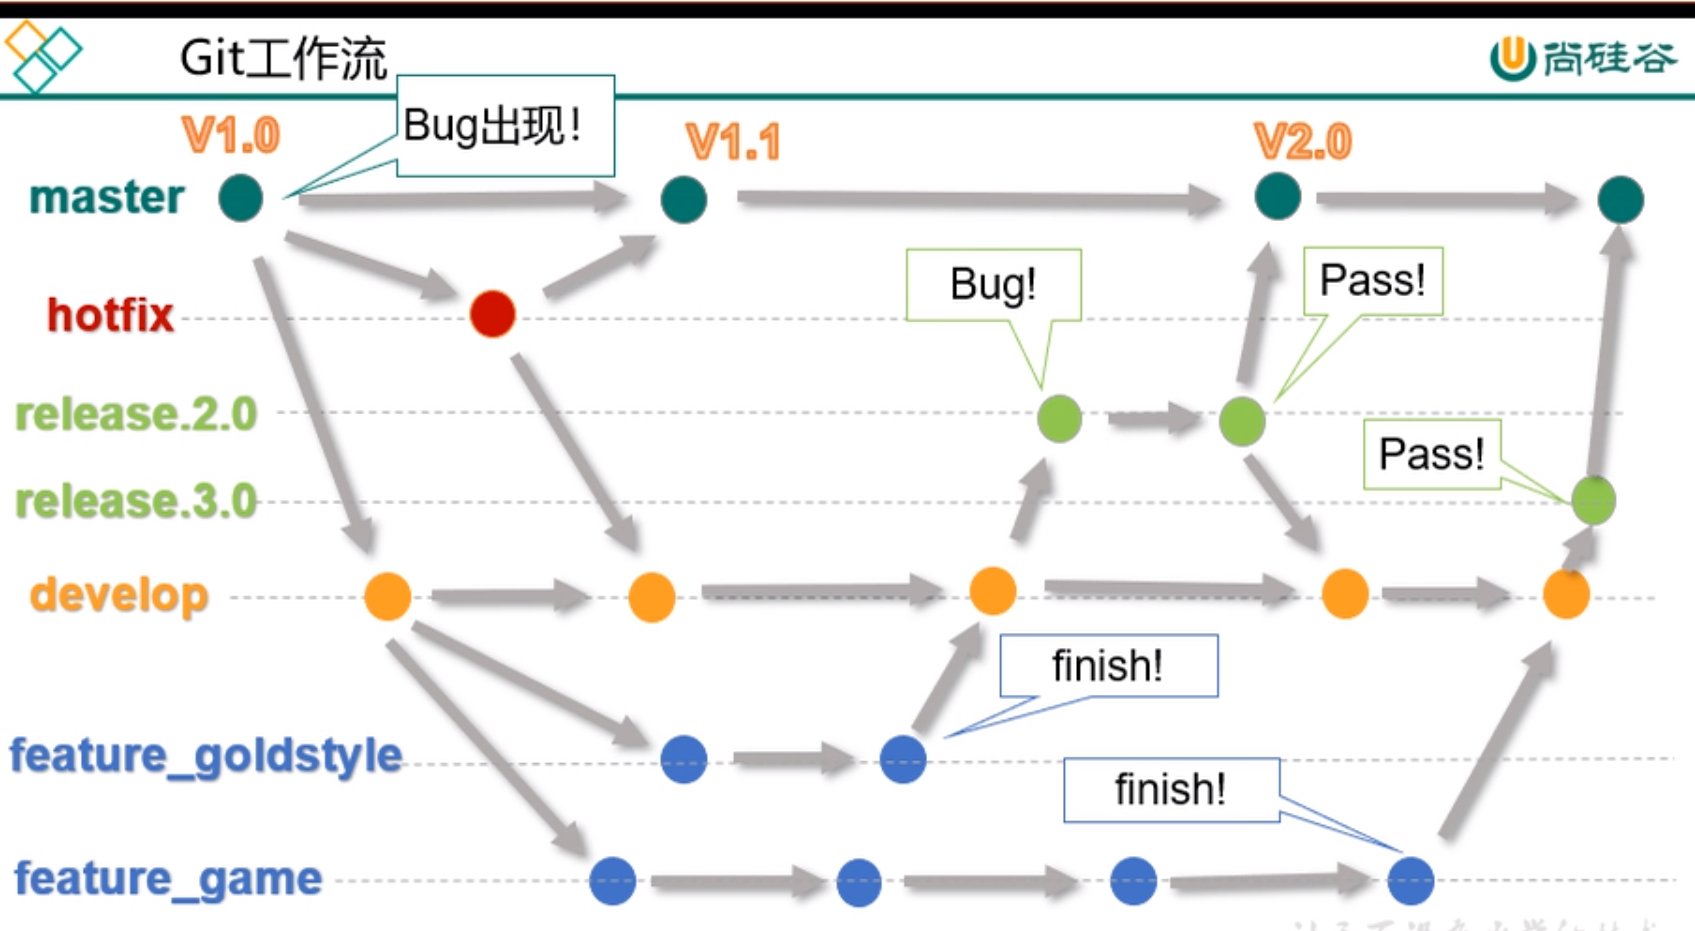 Git工作流
尚硅谷
Bug出现！
V1.0
V1.1
V2.0
master
Bug!
Pass!
hotfix
release.2.0
Pass!
release.3.0
develop
finish!
feature_goldstyle
finish!
feature_game